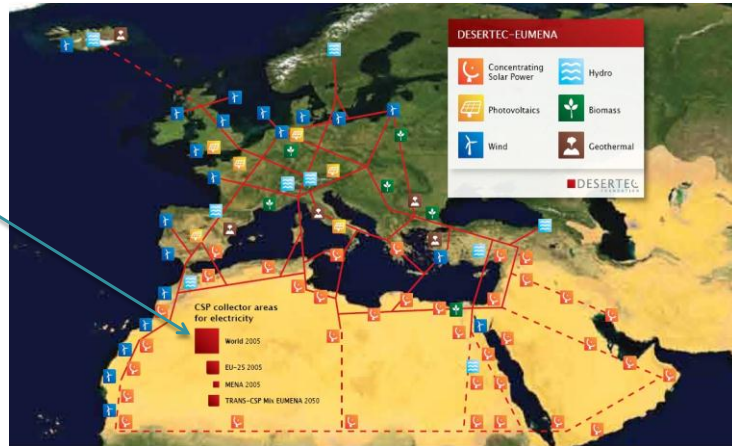 DESERTEC-EUMENA
Concentrating
Solar Power
Hydro
Photovoltaics
Biomass
Wind
Geothermal
DESERTEC
FOUNDATION
CSP collector areas
for electricity
World 2005
EU-25 2005
MENA 2005
TRANS-CSP Mix EUMENA 2050